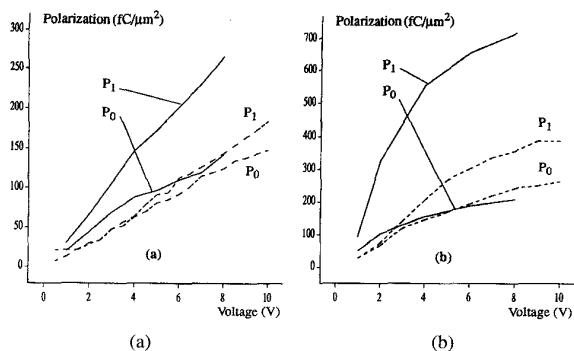 Polarization (fC/μm²)
300
250
200
150
100
50
0
P₁
P₀
P₁
P₀
(a)
0 2 4 6 8 10
Voltage (V)
(a)
Polarization (fC/μm²)
700
600
500
400
300
200
100
0
P₁
P₀
P₁
P₀
(b)
0 2 4 6 8 10
Voltage (V)
(b)